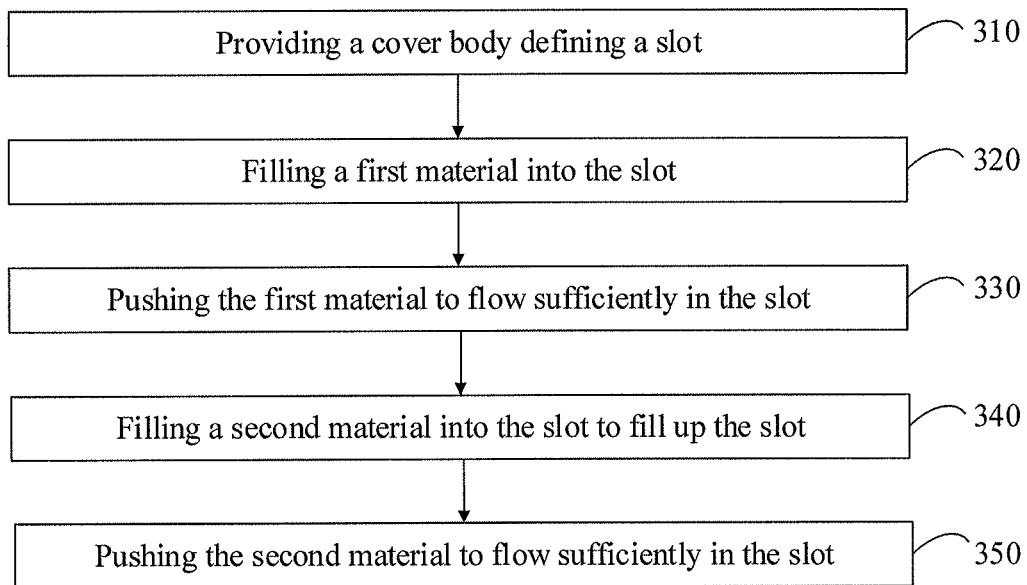 Providing a cover body defining a slot 310
Filling a first material into the slot 320
Pushing the first material to flow sufficiently in the slot 330
Filling a second material into the slot to fill up the slot 340
Pushing the second material to flow sufficiently in the slot 350